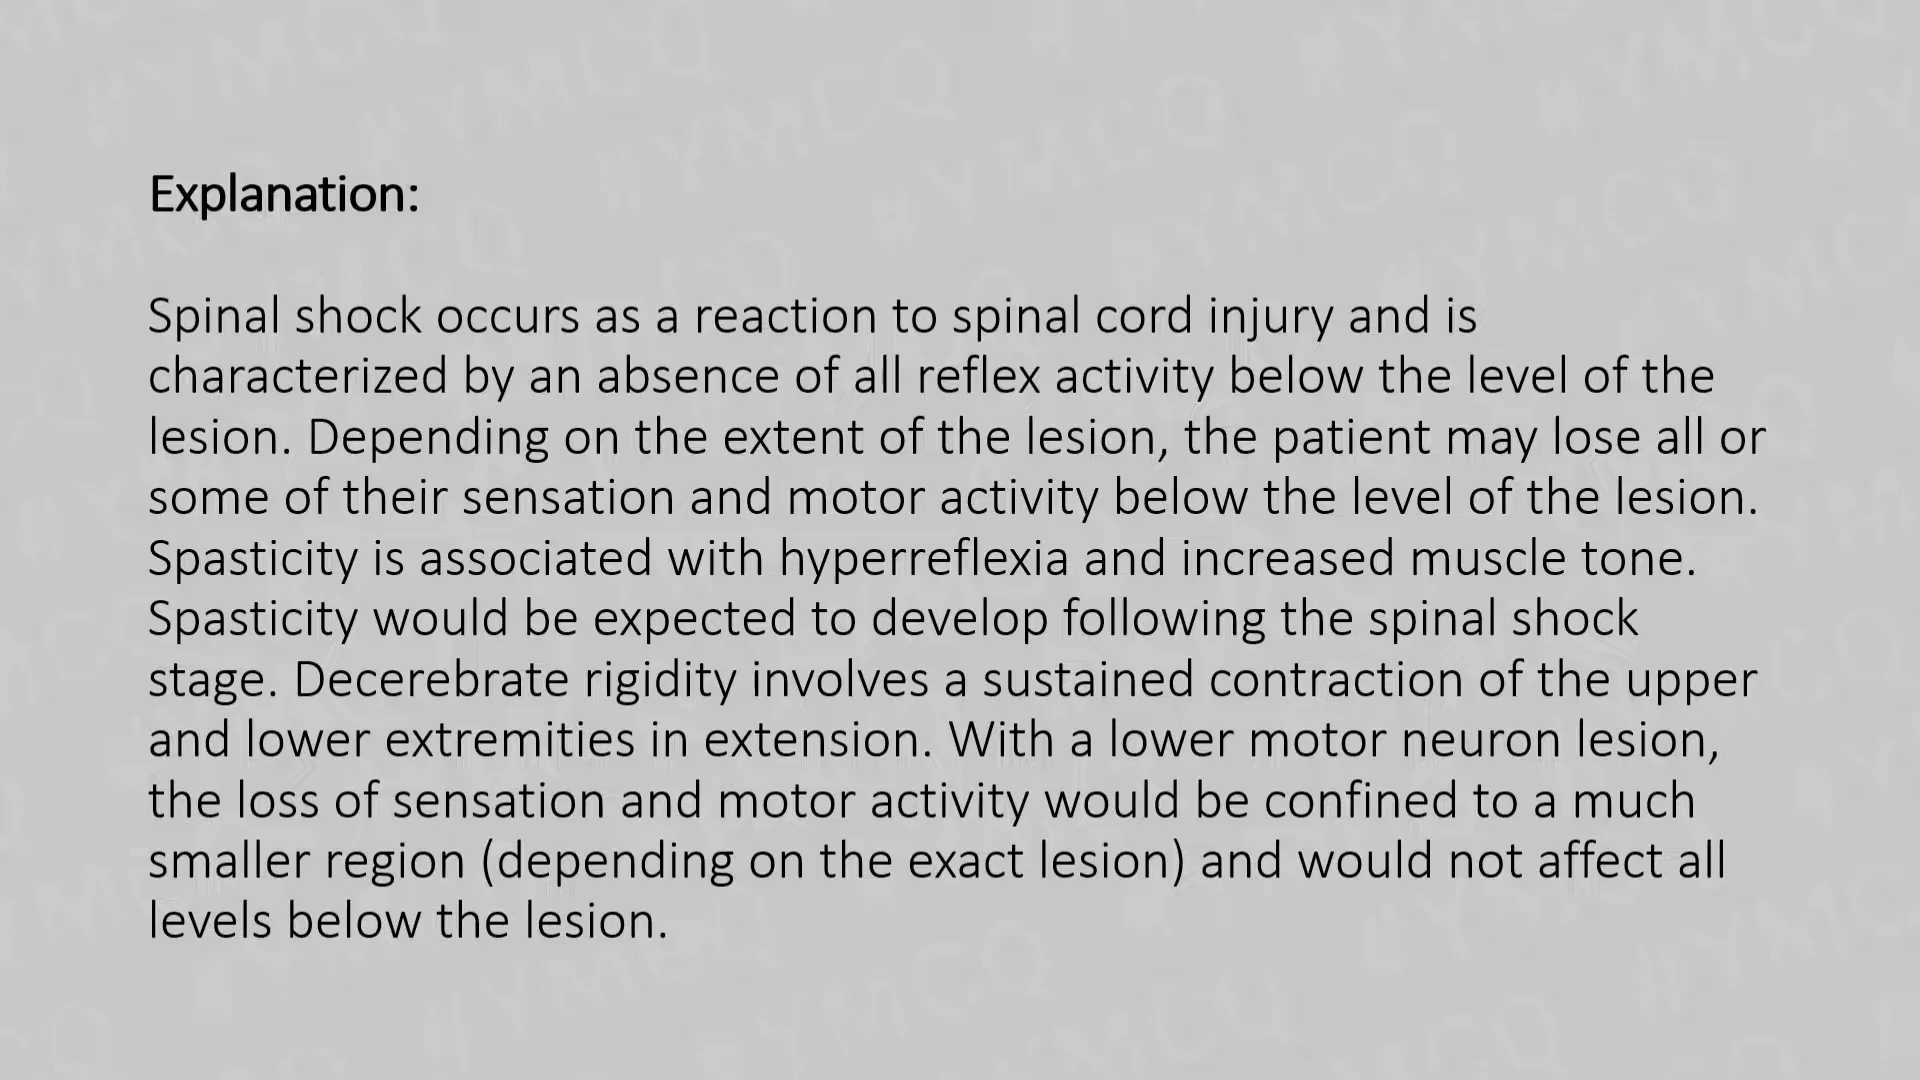 Explanation:
Spinal shock occurs as a reaction to spinal cord injury and is
characterized by an absence of all reflex activity below the level of the
lesion. Depending on the extent of the lesion, the patient may lose all or
some of their sensation and motor activity below the level of the lesion.
Spasticity is associated with hyperreflexia and increased muscle tone.
Spasticity would be expected to develop following the spinal shock
stage. Decerebrate rigidity involves a sustained contraction of the upper
and lower extremities in extension. With a lower motor neuron lesion,
the loss of sensation and motor activity would be confined to a much
smaller region (depending on the exact lesion) and would not affect all
levels below the lesion.